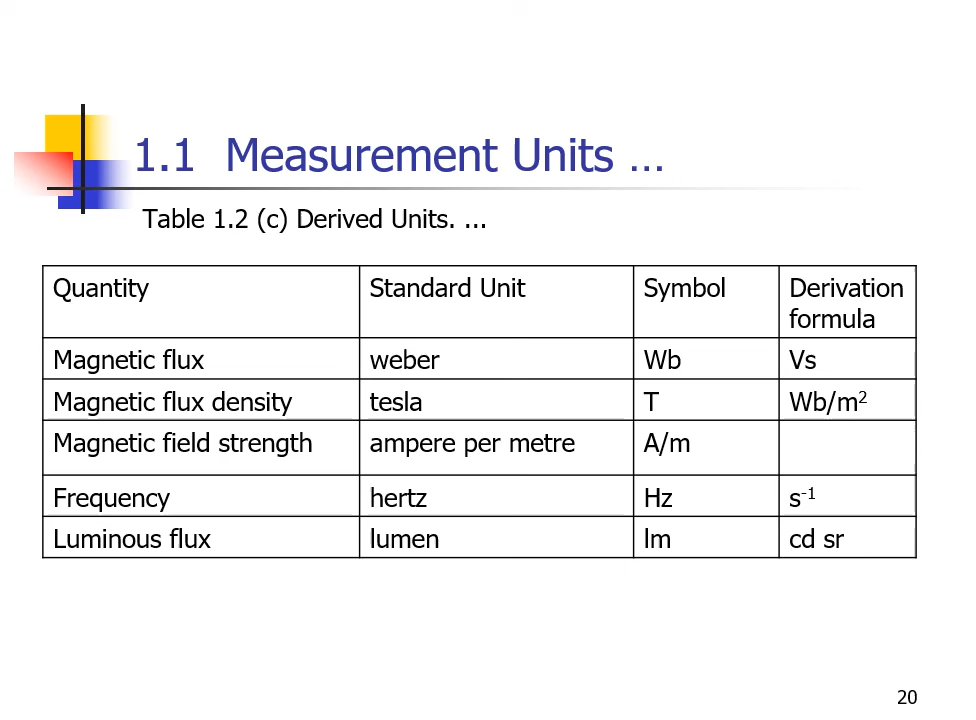 1.1 Measurement Units …
Table 1.2 (c) Derived Units. ...
Quantity Standard Unit Symbol Derivation formula
Magnetic flux weber Wb Vs
Magnetic flux density tesla T Wb/m²
Magnetic field strength ampere per metre A/m
Frequency hertz Hz s⁻¹
Luminous flux lumen lm cd sr
20